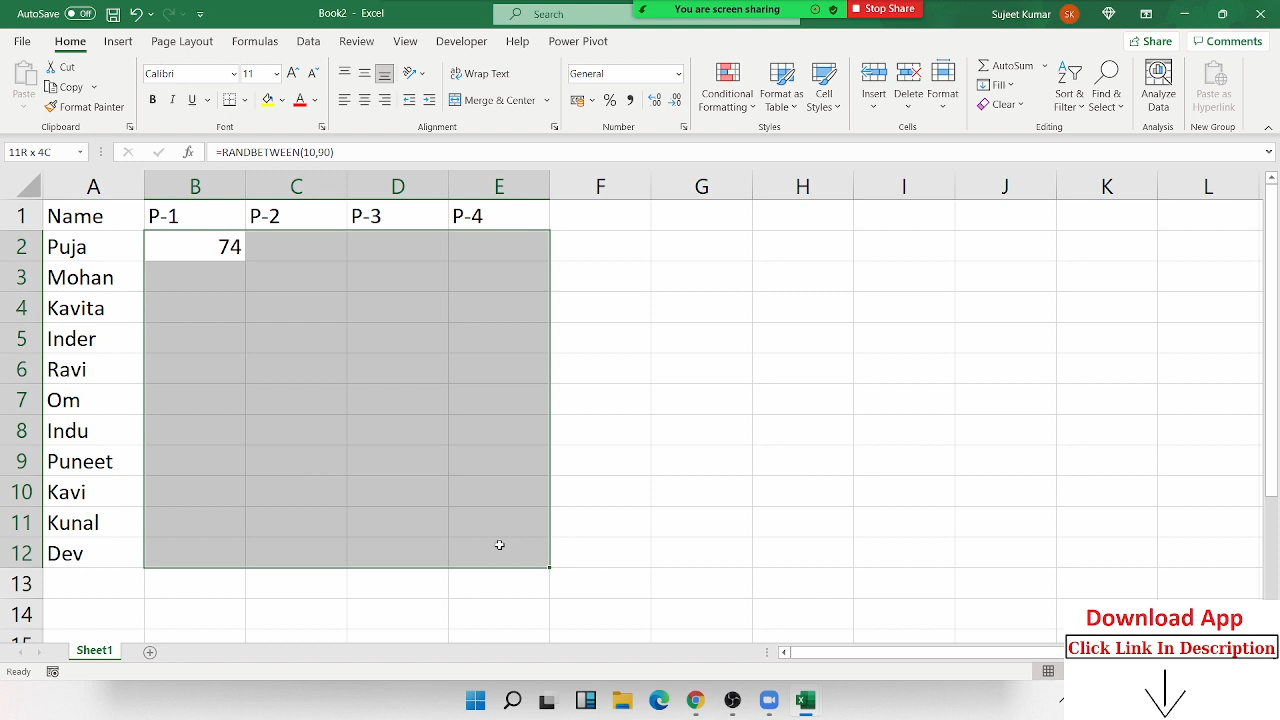 AutoSave Off Book2 - Excel Search You are screen sharing Stop Share Sujeet Kumar SK
File Home Insert Page Layout Formulas Data Review View Developer Help Power Pivot Share Comments
Paste Cut Copy Format Painter Clipboard
Calibri 11 B I U A Font
Wrap Text Merge & Center Alignment
General % , Number
Conditional Formatting Format as Table Cell Styles Styles
Insert Delete Format Cells
AutoSum Fill Clear Sort & Filter Find & Select Editing
Analyze Data Analysis
Paste as Hyperlink New Group
11R x 4C fx =RANDBETWEEN(10,90)
A B C D E F G H I J K L
1 Name P-1 P-2 P-3 P-4
2 Puja 74
3 Mohan
4 Kavita
5 Inder
6 Ravi
7 Om
8 Indu
9 Puneet
10 Kavi
11 Kunal
12 Dev
13
14
15
Download App
Click Link In Description
Sheet1
Ready